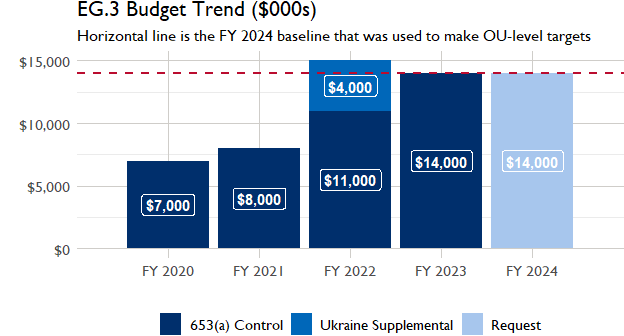 EG.3 Budget Trend ($000s)
Horizontal line is the FY 2024 baseline that was used to make OU-level targets
$15,000
$10,000
$5,000
$0
$7,000
$8,000
$4,000
$11,000
$14,000
$14,000
FY 2020
FY 2021
FY 2022
FY 2023
FY 2024
653(a) Control
Ukraine Supplemental
Request